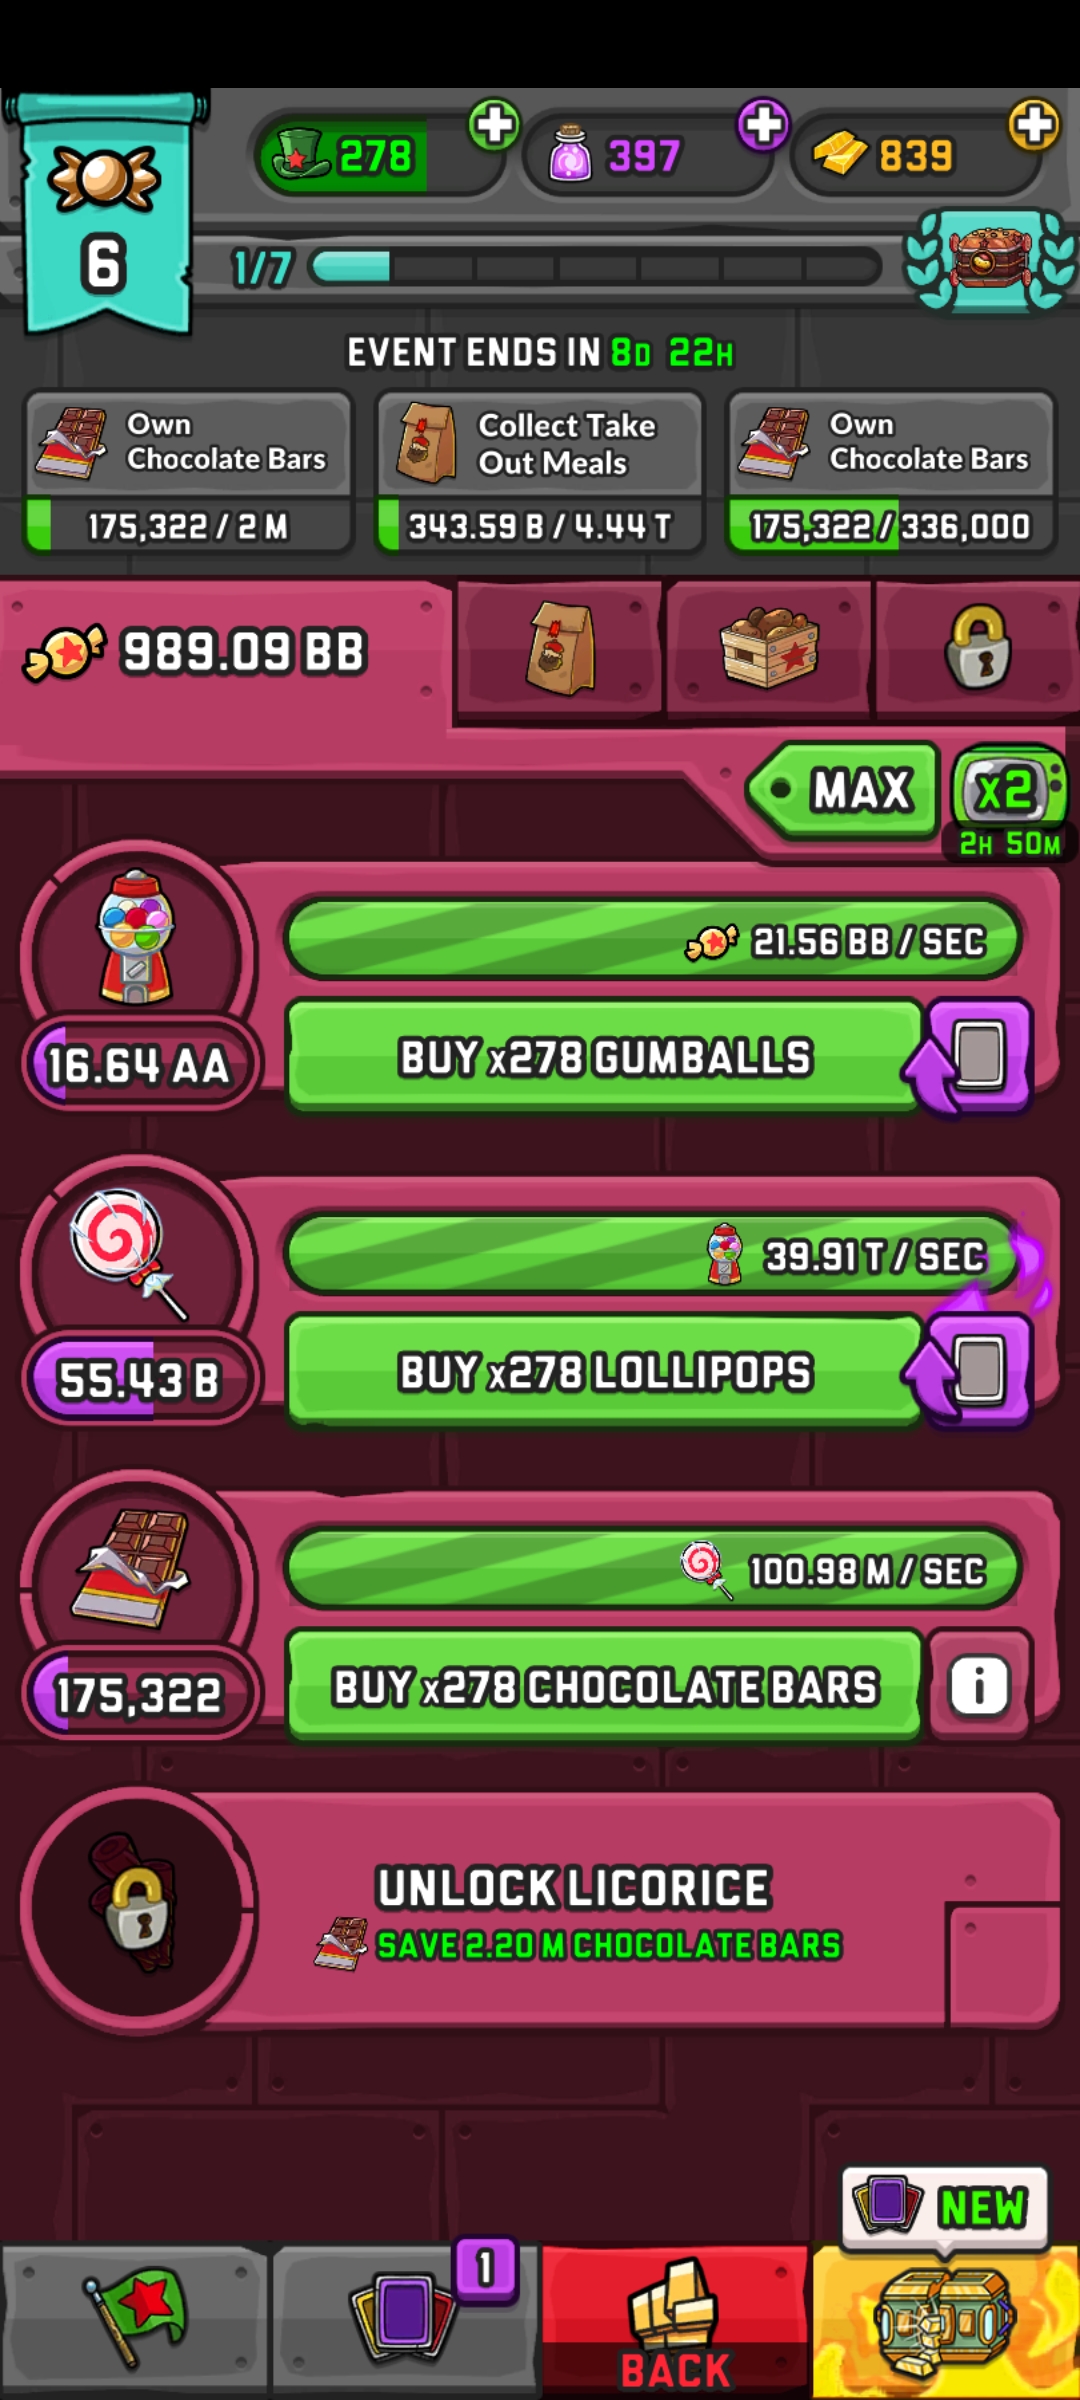 278
397
839
6
1/7
EVENT ENDS IN 8D 22H
Own
Chocolate Bars
175,322 / 2 M
Collect Take
Out Meals
343.59 B / 4.44 T
Own
Chocolate Bars
175,322 / 336,000
989.09 BB
MAX
x2
2H 50M
21.56 BB / SEC
16.64 AA
BUY x278 GUMBALLS
39.91 T / SEC
55.43 B
BUY x278 LOLLIPOPS
100.98 M / SEC
175,322
BUY x278 CHOCOLATE BARS
i
UNLOCK LICORICE
SAVE 2.20 M CHOCOLATE BARS
NEW
1
BACK